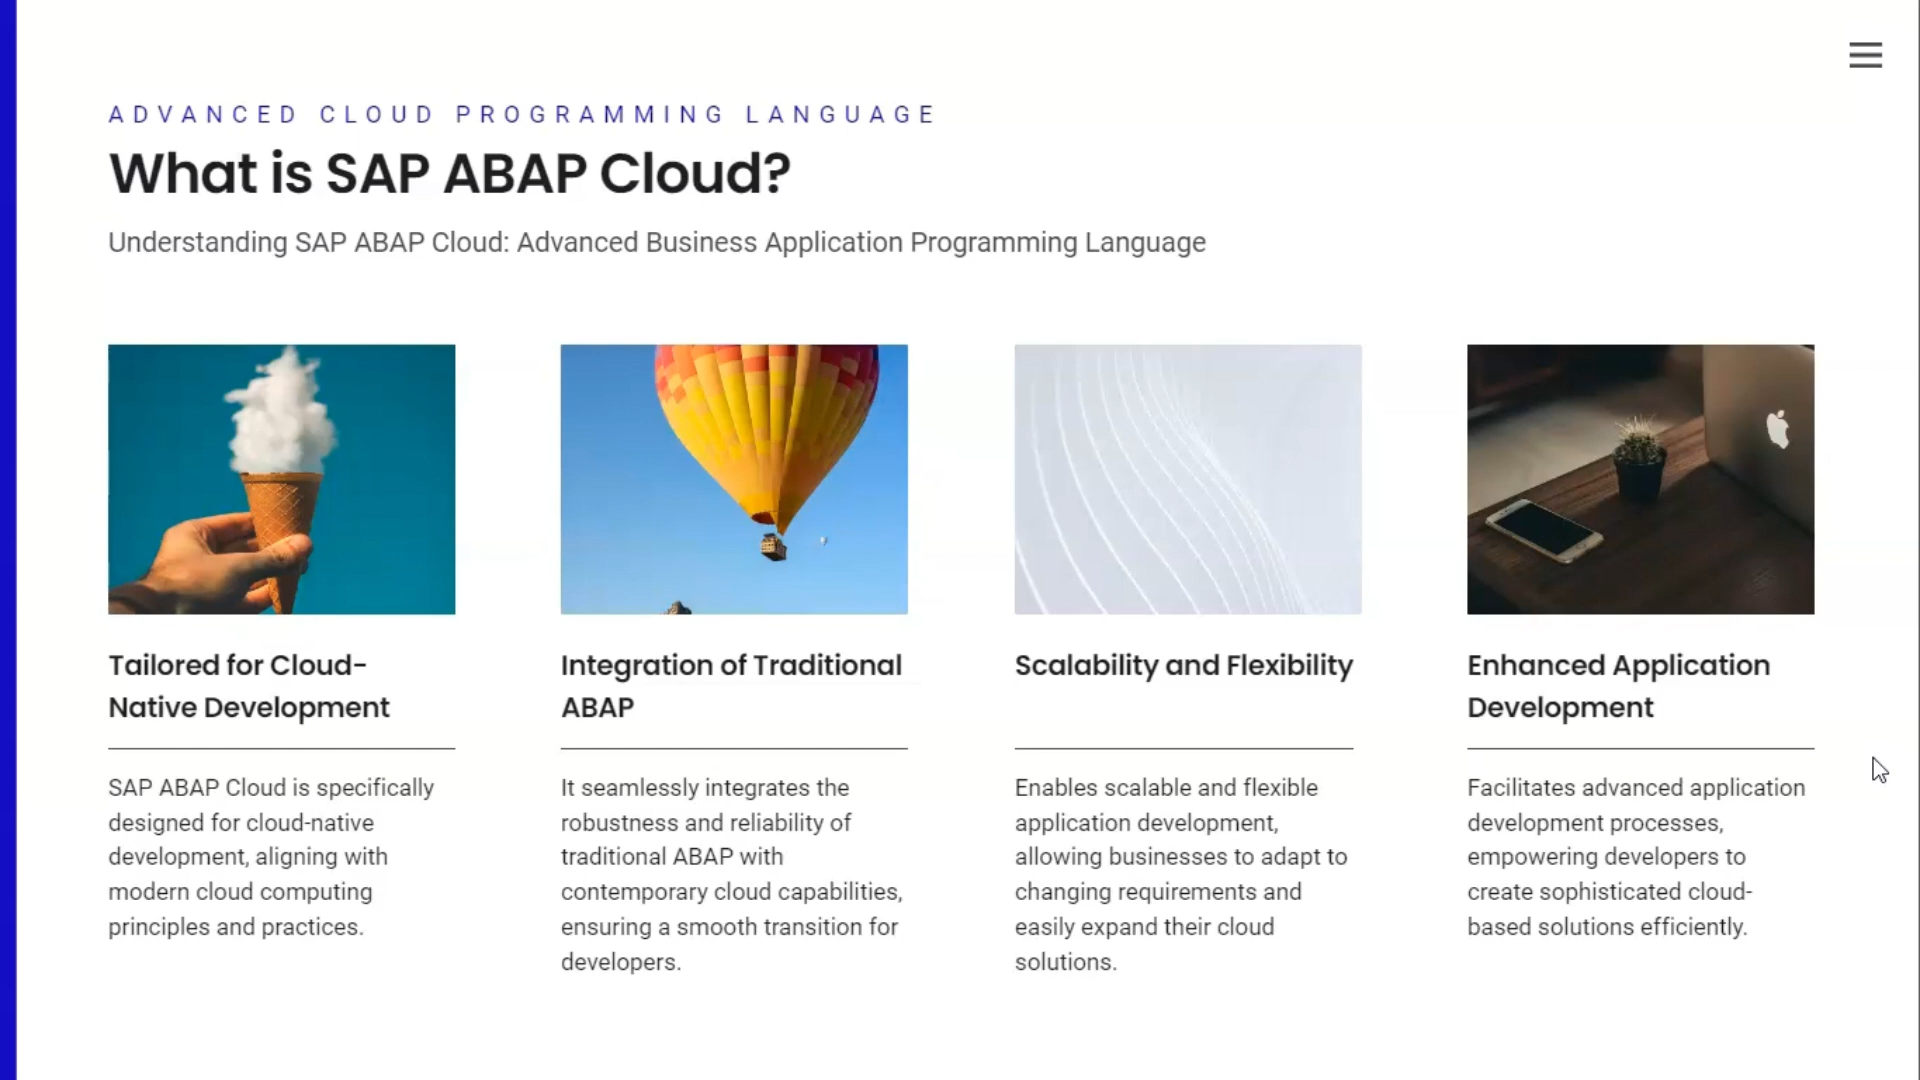 ADVANCED CLOUD PROGRAMMING LANGUAGE
What is SAP ABAP Cloud?
Understanding SAP ABAP Cloud: Advanced Business Application Programming Language
Tailored for Cloud-
Native Development
SAP ABAP Cloud is specifically
designed for cloud-native
development, aligning with
modern cloud computing
principles and practices.
Integration of Traditional
ABAP
It seamlessly integrates the
robustness and reliability of
traditional ABAP with
contemporary cloud capabilities,
ensuring a smooth transition for
developers.
Scalability and Flexibility
Enables scalable and flexible
application development,
allowing businesses to adapt to
changing requirements and
easily expand their cloud
solutions.
Enhanced Application
Development
Facilitates advanced application
development processes,
empowering developers to
create sophisticated cloud-
based solutions efficiently.